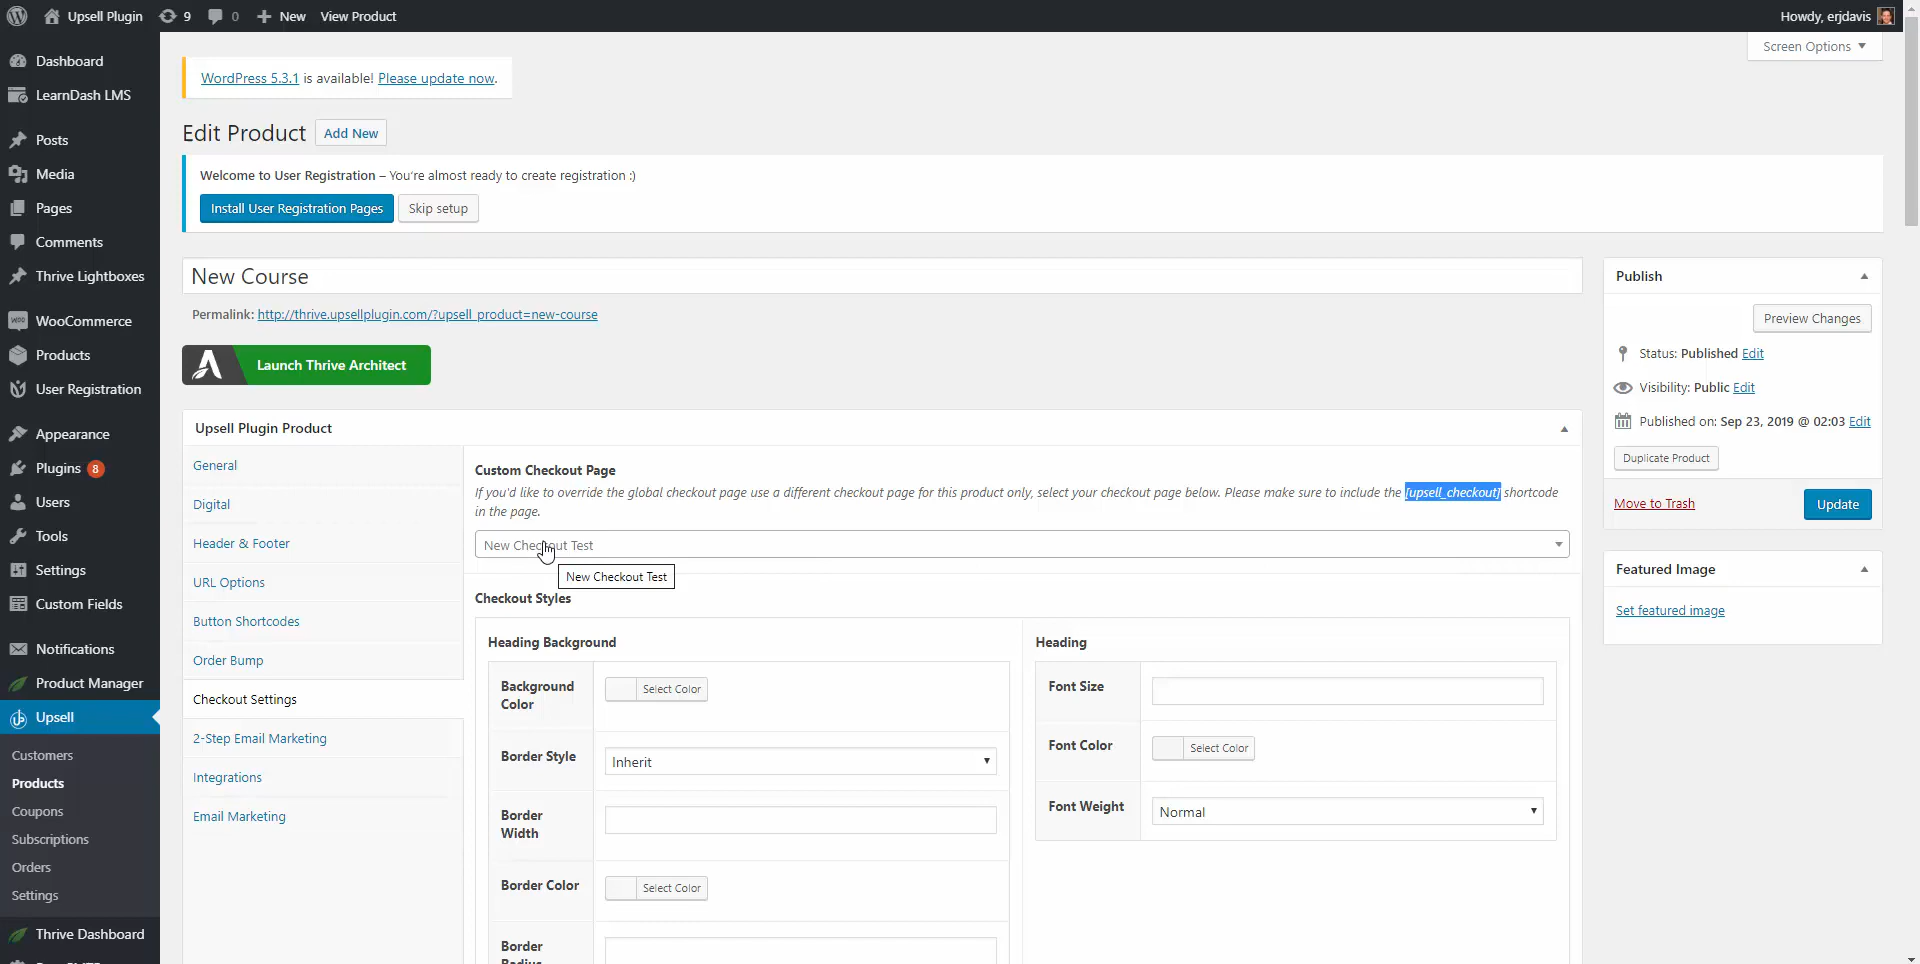 Upsell Plugin
9
0
New
View Product
Howdy, erjdavis
Screen Options
Dashboard
LearnDash LMS
Posts
Media
Pages
Comments
Thrive Lightboxes
WooCommerce
Products
User Registration
Appearance
Plugins 8
Users
Tools
Settings
Custom Fields
Notifications
Product Manager
Upsell
Customers
Products
Coupons
Subscriptions
Orders
Settings
Thrive Dashboard
WordPress 5.3.1 is available! Please update now.
Edit Product
Add New
Welcome to User Registration – You're almost ready to create registration :)
Install User Registration Pages
Skip setup
New Course
Permalink: http://thrive.upsellplugin.com/?upsell_product=new-course
Launch Thrive Architect
Upsell Plugin Product
General
Digital
Header & Footer
URL Options
Button Shortcodes
Order Bump
Checkout Settings
2-Step Email Marketing
Integrations
Email Marketing
Custom Checkout Page
If you'd like to override the global checkout page use a different checkout page for this product only, select your checkout page below. Please make sure to include the [upsell_checkout] shortcode
in the page.
New Checkout Test
New Checkout Test
Checkout Styles
Heading Background
Background
Color
Select Color
Border Style
Inherit
Border
Width
Border Color
Select Color
Border
Heading
Font Size
Font Color
Select Color
Font Weight
Normal
Publish
Preview Changes
Status: Published Edit
Visibility: Public Edit
Published on: Sep 23, 2019 @ 02:03 Edit
Duplicate Product
Move to Trash
Update
Featured Image
Set featured image